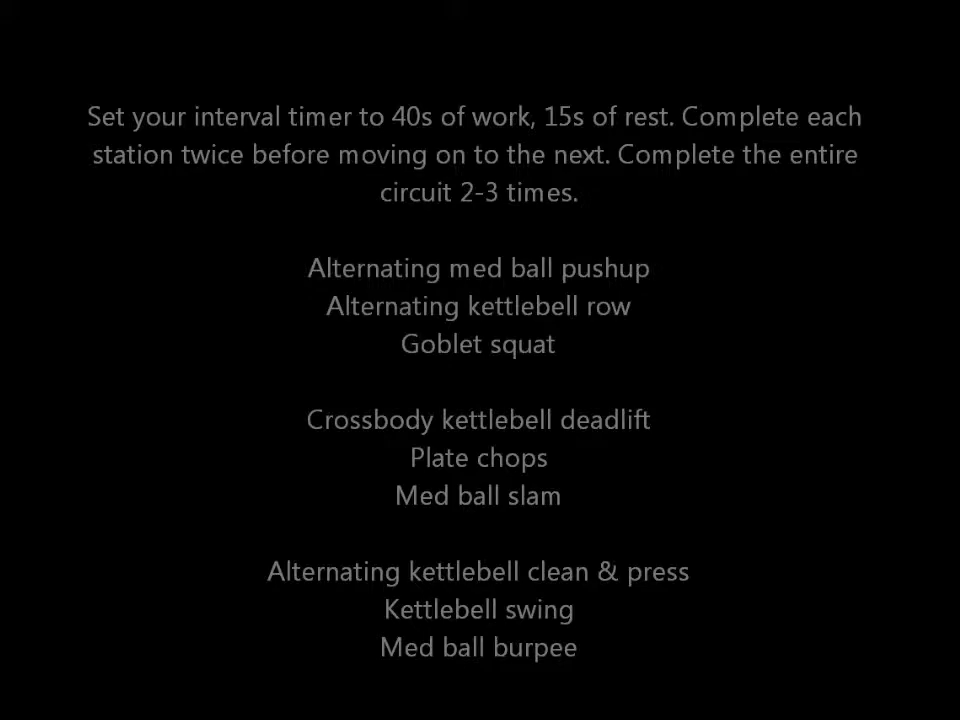 Set your interval timer to 40s of work, 15s of rest. Complete each
station twice before moving on to the next. Complete the entire
circuit 2-3 times.
Alternating med ball pushup
Alternating kettlebell row
Goblet squat
Crossbody kettlebell deadlift
Plate chops
Med ball slam
Alternating kettlebell clean & press
Kettlebell swing
Med ball burpee